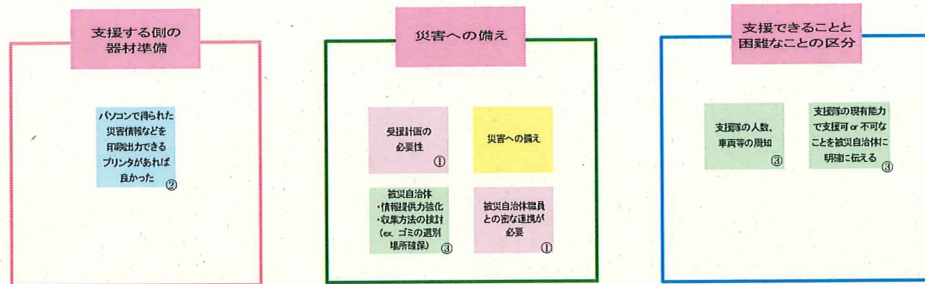 支援する側の
器材準備
パソコンで得られた
災害情報などを
印刷出力できる
プリンタがあれば
良かった
②
災害への備え
受援計画の
必要性
①
災害への備え
被災自治体
・情報提供力強化
・収集方法の検討
(ex. ゴミの選別
場所確保)
③
被災自治体職員
との密な連携が
必要
①
支援できることと
困難なことの区分
支援隊の人数、
車両等の周知
③
支援隊の現有能力
で支援可 or 不可な
ことを被災自治体に
明確に伝える
③